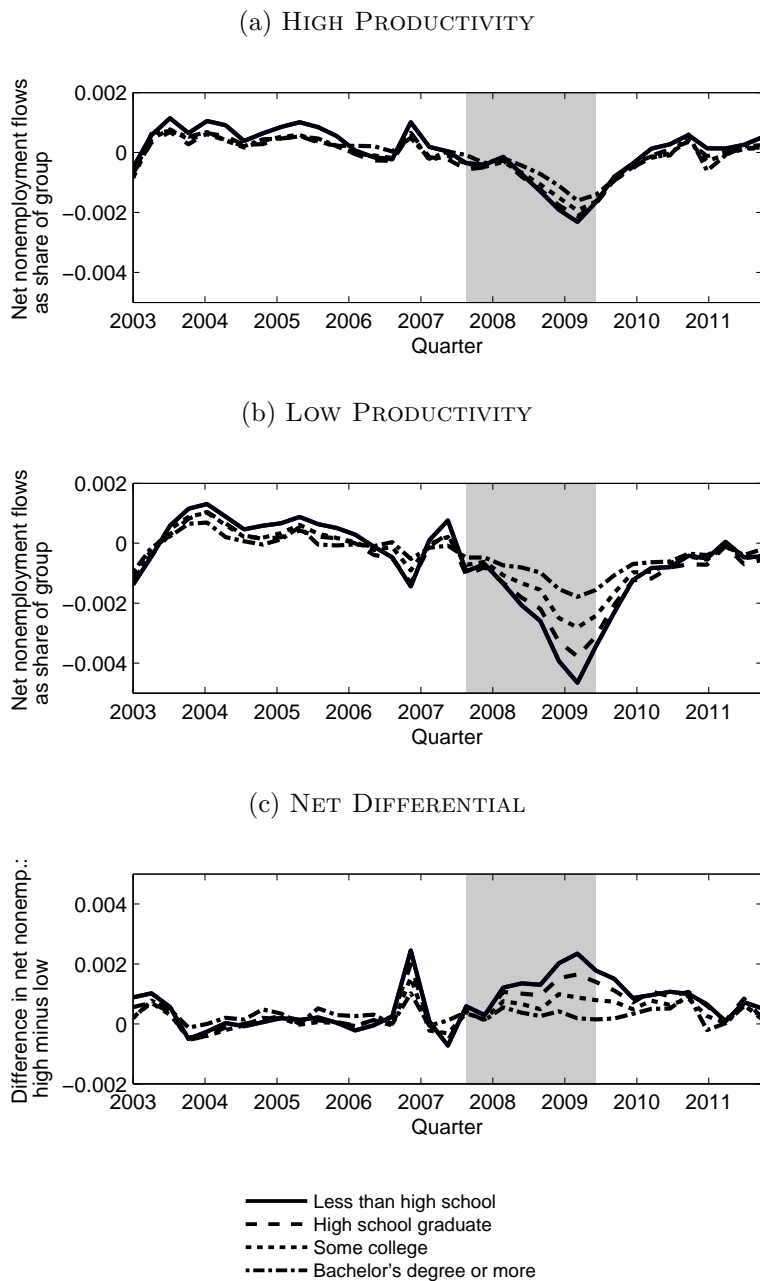 (a) High Productivity
Net nonemployment flows
as share of group
0.002
0
−0.002
−0.004
2003 2004 2005 2006 2007 2008 2009 2010 2011
Quarter
(b) Low Productivity
Net nonemployment flows
as share of group
0.002
0
−0.002
−0.004
2003 2004 2005 2006 2007 2008 2009 2010 2011
Quarter
(c) Net Differential
Difference in net nonemp.:
high minus low
0.004
0.002
0
−0.002
2003 2004 2005 2006 2007 2008 2009 2010 2011
Quarter
Less than high school
High school graduate
Some college
Bachelor's degree or more